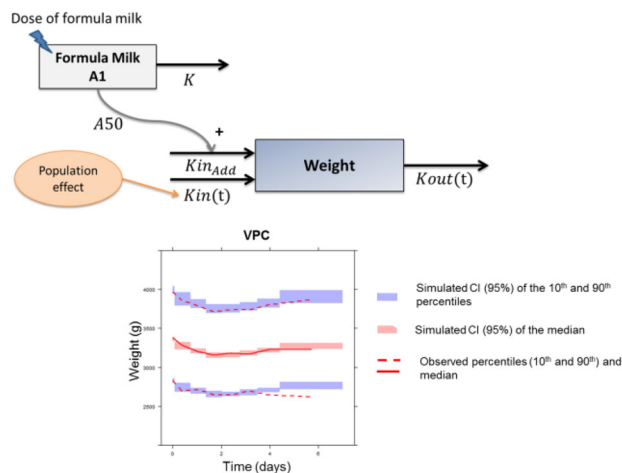 Dose of formula milk
Formula Milk
A1
K
A50
+
Kin_Add
Weight
Population
effect
Kin(t)
Kout(t)
VPC
Weight (g)
4000
3500
3000
2500
0
2
4
6
Time (days)
Simulated CI (95%) of the 10th and 90th
percentiles
Simulated CI (95%) of the median
Observed percentiles (10th and 90th) and
median